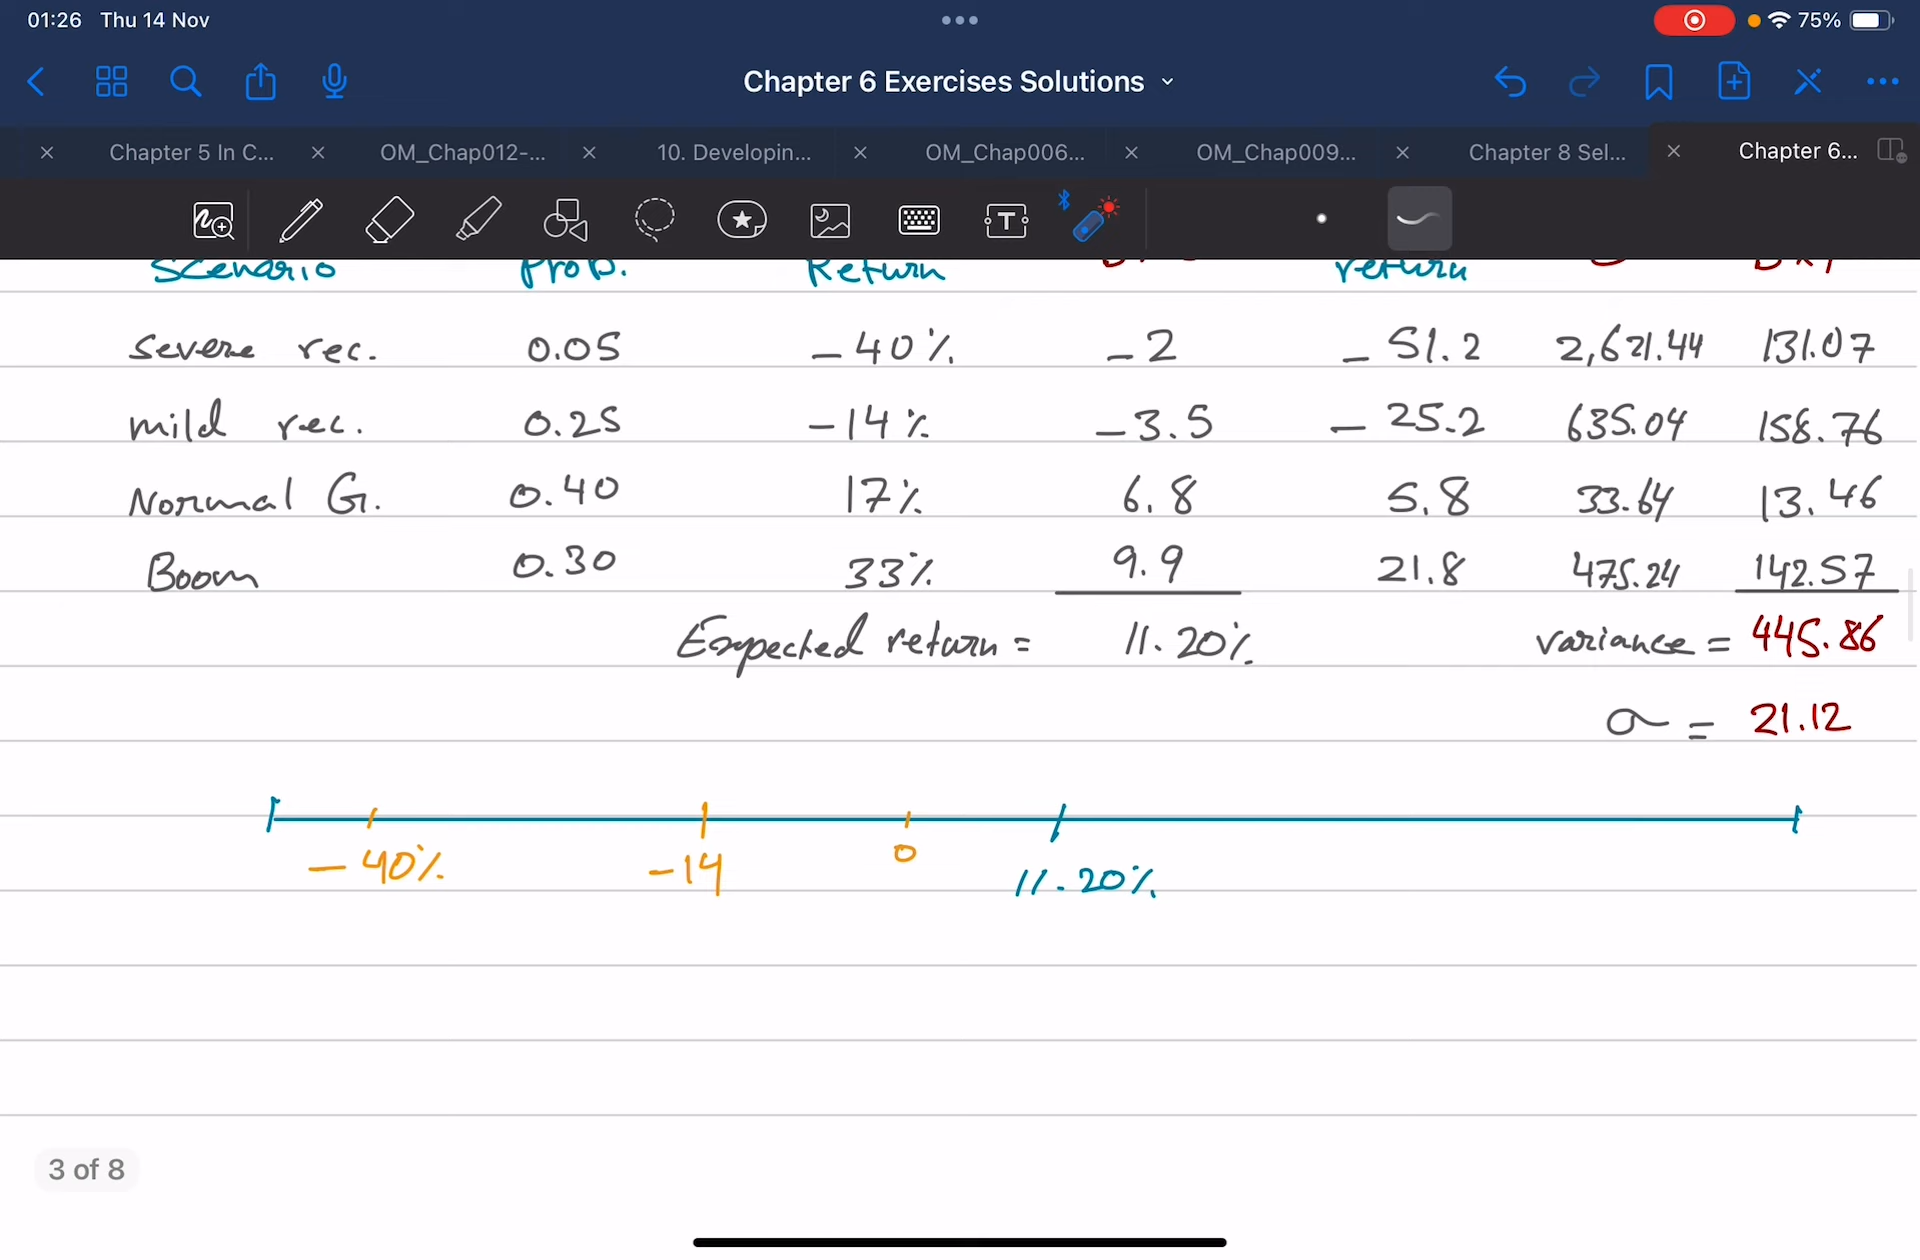 01:26 Thu 14 Nov 75%
Chapter 6 Exercises Solutions
Chapter 5 In C... OM_Chap012-... 10. Developin... OM_Chap006... OM_Chap009... Chapter 8 Sel... Chapter 6...
Scenario Prob. Return return
Severe rec. 0.05 -40% -2 -51.2 2,621.44 131.07
mild rec. 0.25 -14% -3.5 -25.2 635.04 158.76
Normal G. 0.40 17% 6.8 5.8 33.64 13.46
Boom 0.30 33% 9.9 21.8 475.24 142.57
Expected return = 11.20% variance = 445.86
σ = 21.12
-40% -14 0 11.20%
3 of 8